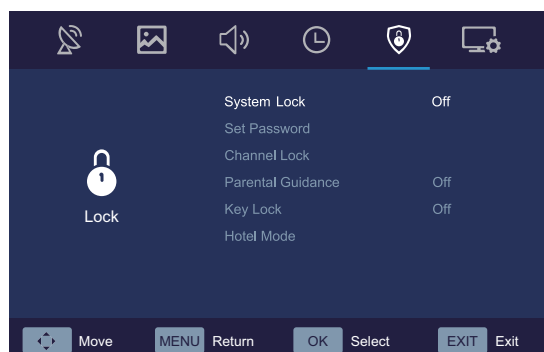 System Lock Off
Set Password
Channel Lock
Parental Guidance Off
Key Lock Off
Hotel Mode
Lock
Move MENU Return OK Select EXIT Exit